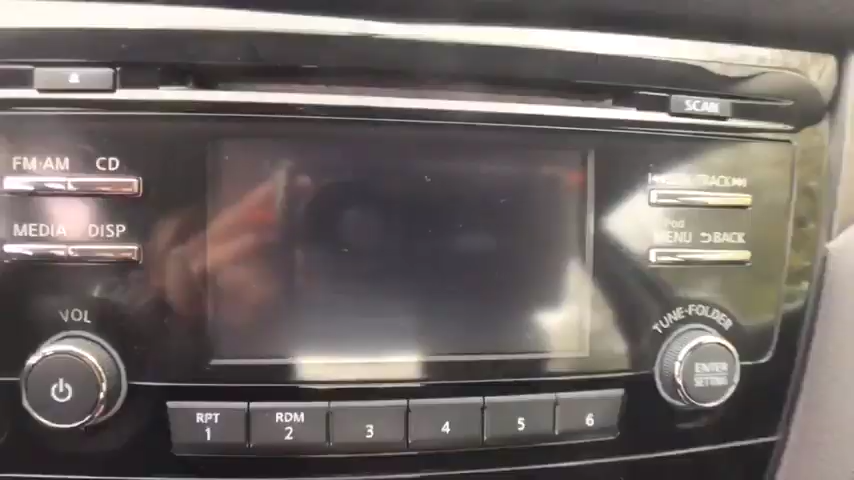 SCAN
FM·AM CD
TRACK
MEDIA DISP
iPod
MENU BACK
VOL
TUNE·FOLDER
ENTER
SETTING
RPT
1
RDM
2
3
4
5
6